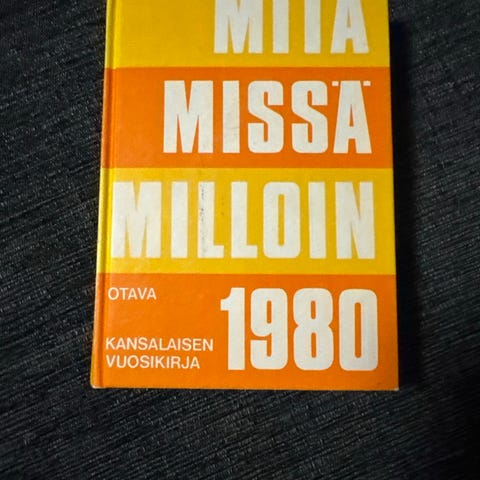 MITÄ
MISSÄ
MILLOIN
OTAVA
1980
KANSALAISEN
VUOSIKIRJA